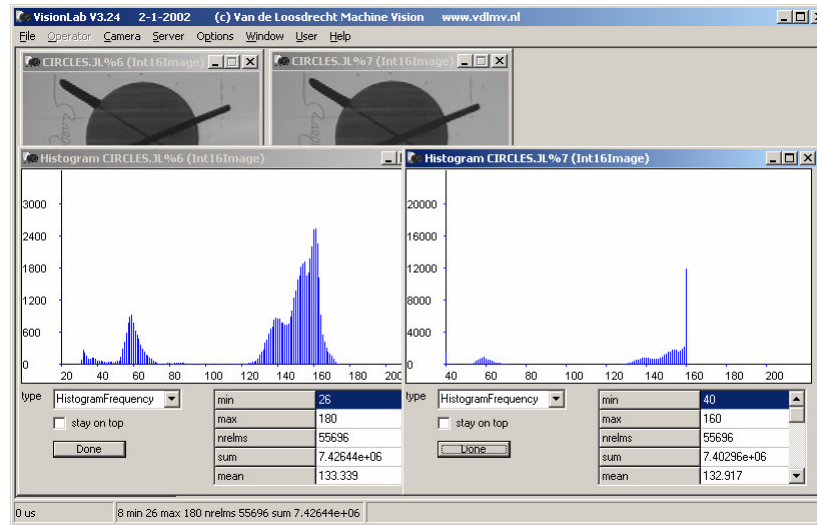 VisionLab V3.24 2-1-2002 (c) Van de Loosdrecht Machine Vision www.vdlmv.nl
File Operator Camera Server Options Window User Help
CIRCLES.JL%6 (Int16Image)
CIRCLES.JL%7 (Int16Image)
Histogram CIRCLES.JL%6 (Int16Image)
3000
2400
1800
1200
600
0
20 40 60 80 100 120 140 160 180 200
type HistogramFrequency
stay on top
Done
min 26
max 180
nrelms 55696
sum 7.42644e+06
mean 133.339
Histogram CIRCLES.JL%7 (Int16Image)
20000
16000
12000
8000
4000
0
40 60 80 100 120 140 160 180 200
type HistogramFrequency
stay on top
Done
min 40
max 160
nrelms 55696
sum 7.40296e+06
mean 132.917
0 us 8 min 26 max 180 nrelms 55696 sum 7.42644e+06